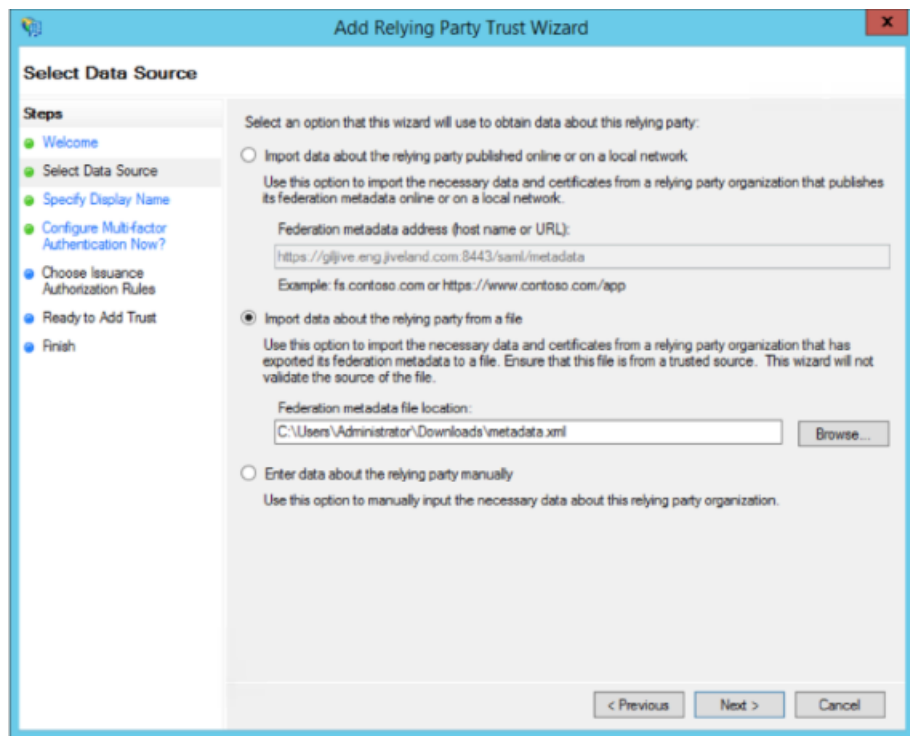 Add Relying Party Trust Wizard
x
Select Data Source
Steps
Welcome
Select Data Source
Specify Display Name
Configure Multi-factor
Authentication Now?
Choose Issuance
Authorization Rules
Ready to Add Trust
Finish
Select an option that this wizard will use to obtain data about this relying party:
Import data about the relying party published online or on a local network
Use this option to import the necessary data and certificates from a relying party organization that publishes
its federation metadata online or on a local network.
Federation metadata address (host name or URL):
https://giljive.eng.jiveland.com:8443/saml/metadata
Example: fs.contoso.com or https://www.contoso.com/app
Import data about the relying party from a file
Use this option to import the necessary data and certificates from a relying party organization that has
exported its federation metadata to a file. Ensure that this file is from a trusted source. This wizard will not
validate the source of the file.
Federation metadata file location:
C:\Users\Administrator\Downloads\metadata.xml
Browse...
Enter data about the relying party manually
Use this option to manually input the necessary data about this relying party organization.
< Previous
Next >
Cancel